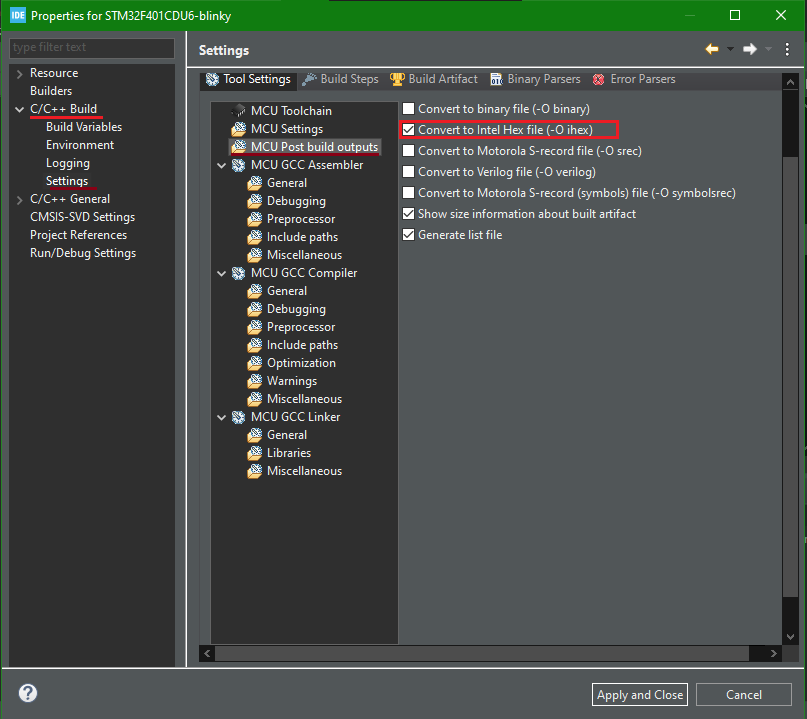 IDE Properties for STM32F401CDU6-blinky
type filter text
Resource
Builders
C/C++ Build
Build Variables
Environment
Logging
Settings
C/C++ General
CMSIS-SVD Settings
Project References
Run/Debug Settings
Settings
Tool Settings
Build Steps
Build Artifact
Binary Parsers
Error Parsers
MCU Toolchain
MCU Settings
MCU Post build outputs
MCU GCC Assembler
General
Debugging
Preprocessor
Include paths
Miscellaneous
MCU GCC Compiler
General
Debugging
Preprocessor
Include paths
Optimization
Warnings
Miscellaneous
MCU GCC Linker
General
Libraries
Miscellaneous
Convert to binary file (-O binary)
Convert to Intel Hex file (-O ihex)
Convert to Motorola S-record file (-O srec)
Convert to Verilog file (-O verilog)
Convert to Motorola S-record (symbols) file (-O symbolsrec)
Show size information about built artifact
Generate list file
?
Apply and Close
Cancel